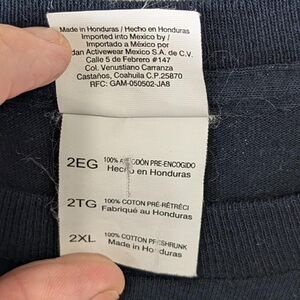 Made in Honduras / Hecho en Honduras
Imported into Mexico by /
Importado a México por
dan Activewear Mexico S.A. de C.V.
Calle 5 de Febrero #147
Col. Venustiano Carranza
Castaños, Coahuila C.P. 25870
RFC: GAM-050502-JA8
2EG 100% ALGODÓN PRE-ENCOGIDO
Hecho en Honduras
2TG 100% COTON PRÉ-RÉTRÉCI
Fabriqué au Honduras
2XL 100% COTTON PRESHRUNK
Made in Honduras